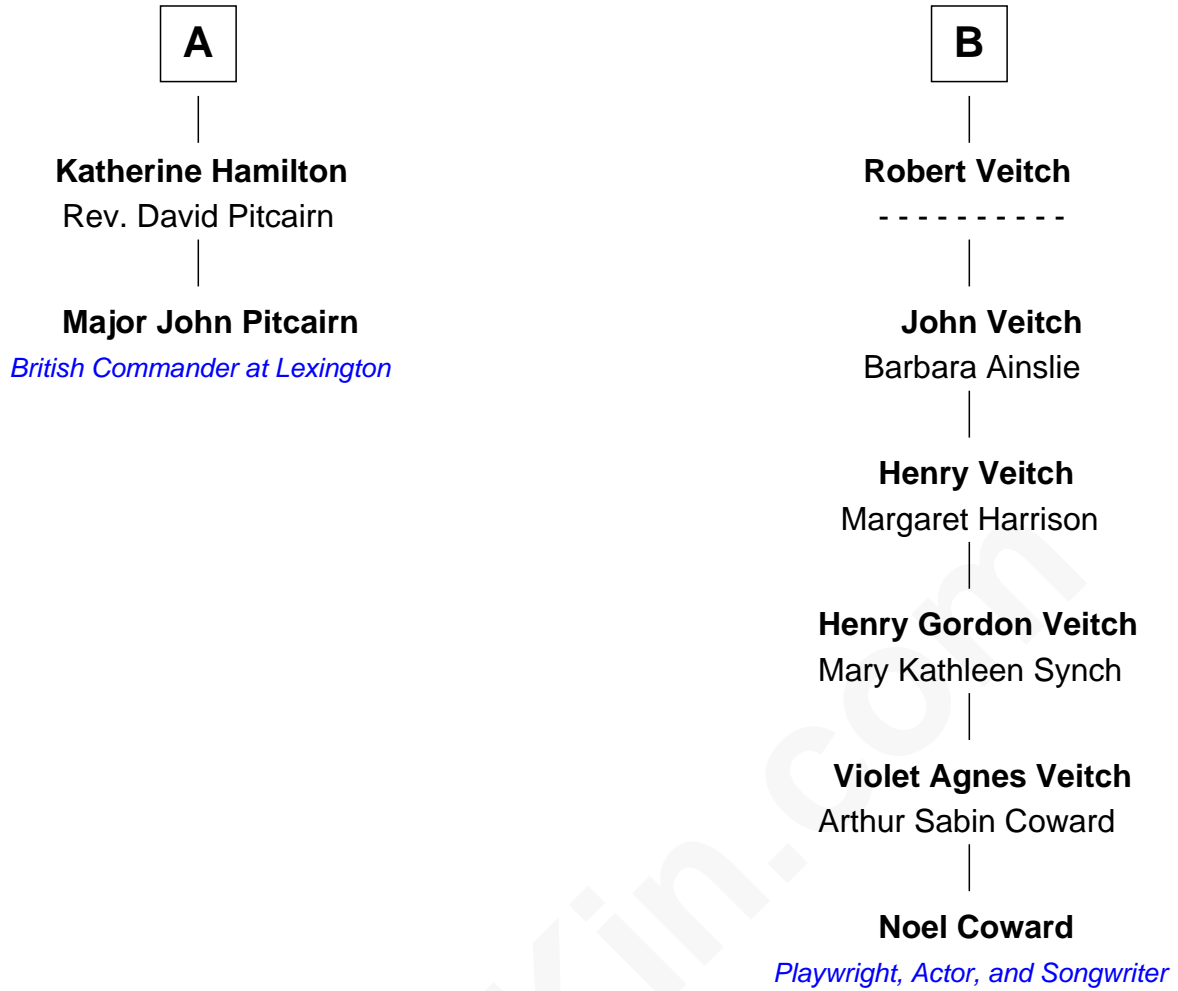 A
Katherine Hamilton
Rev. David Pitcairn
Major John Pitcairn
British Commander at Lexington
B
Robert Veitch
- - - - - - - - - -
John Veitch
Barbara Ainslie
Henry Veitch
Margaret Harrison
Henry Gordon Veitch
Mary Kathleen Synch
Violet Agnes Veitch
Arthur Sabin Coward
Noel Coward
Playwright, Actor, and Songwriter